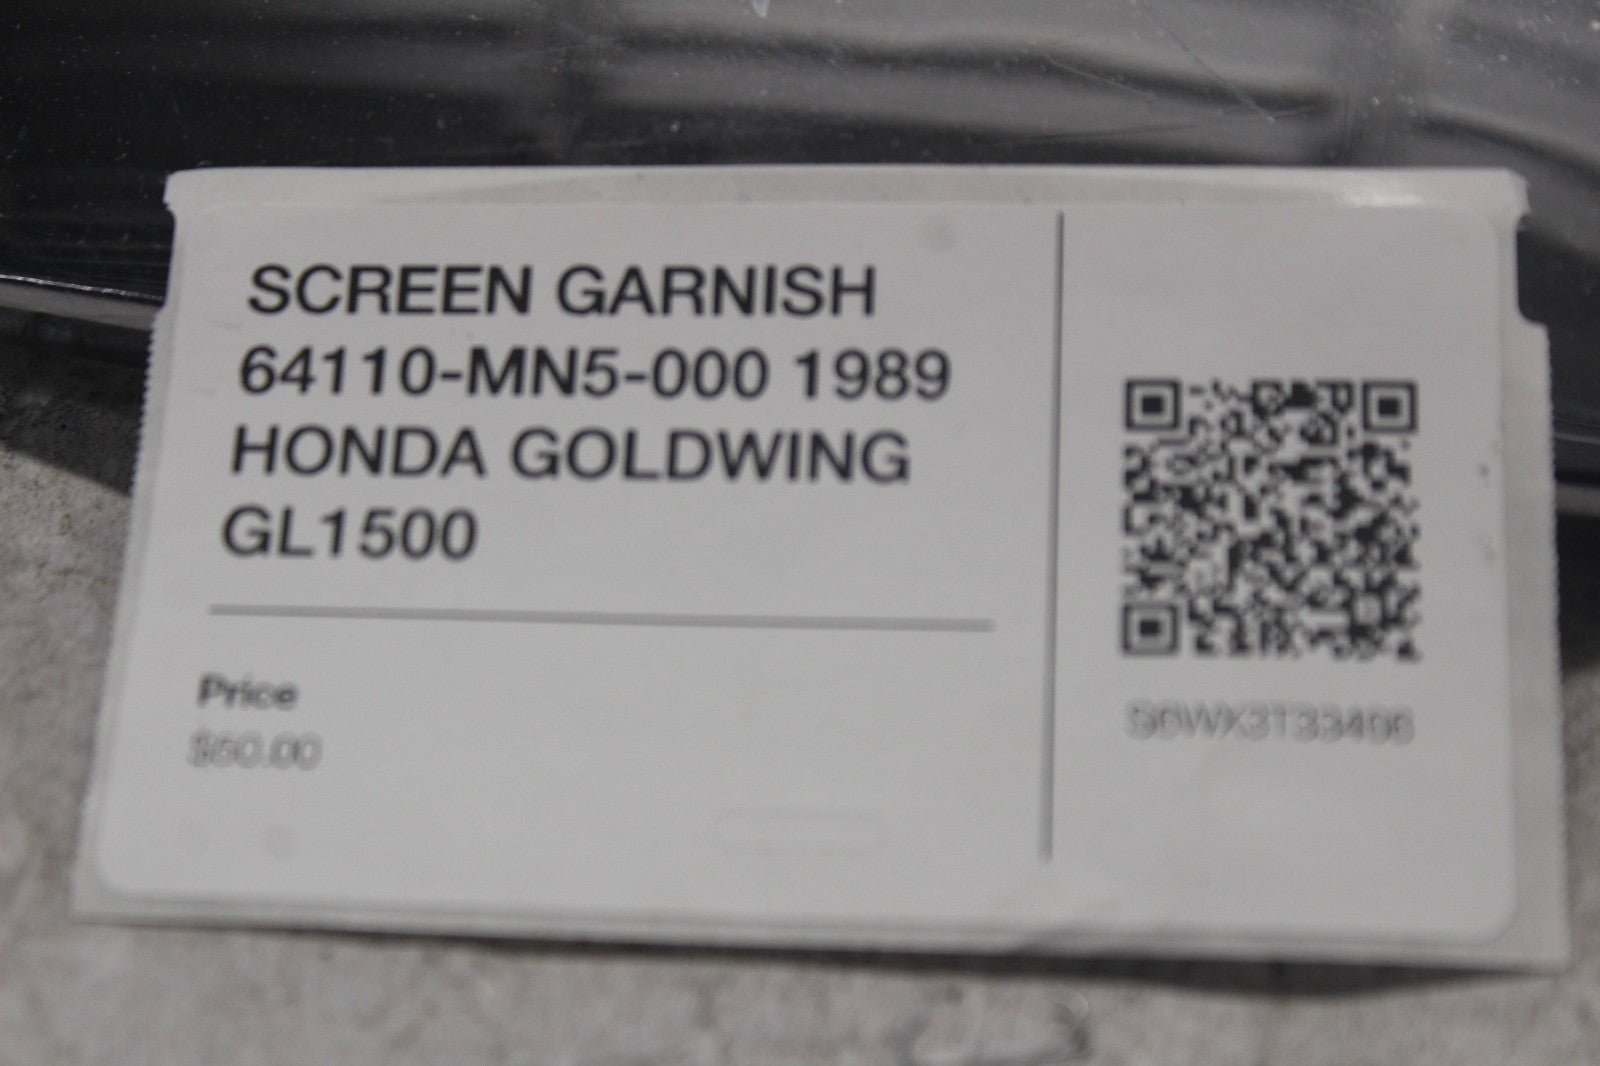 SCREEN GARNISH
64110-MN5-000 1989
HONDA GOLDWING
GL1500
Price
$50.00